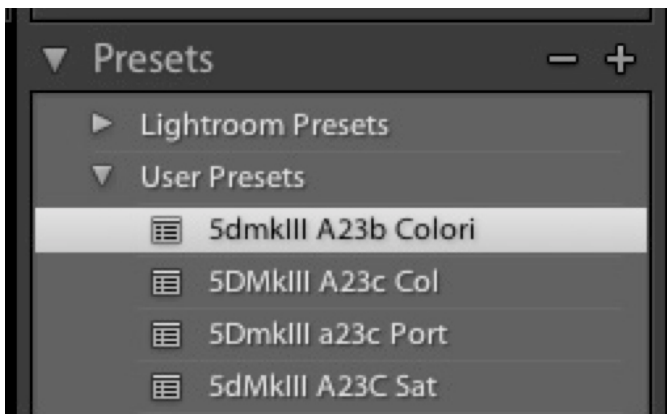 Presets
Lightroom Presets
User Presets
5dmkIII A23b Colori
5DMkIII A23c Col
5DmkIII a23c Port
5dMkIII A23C Sat